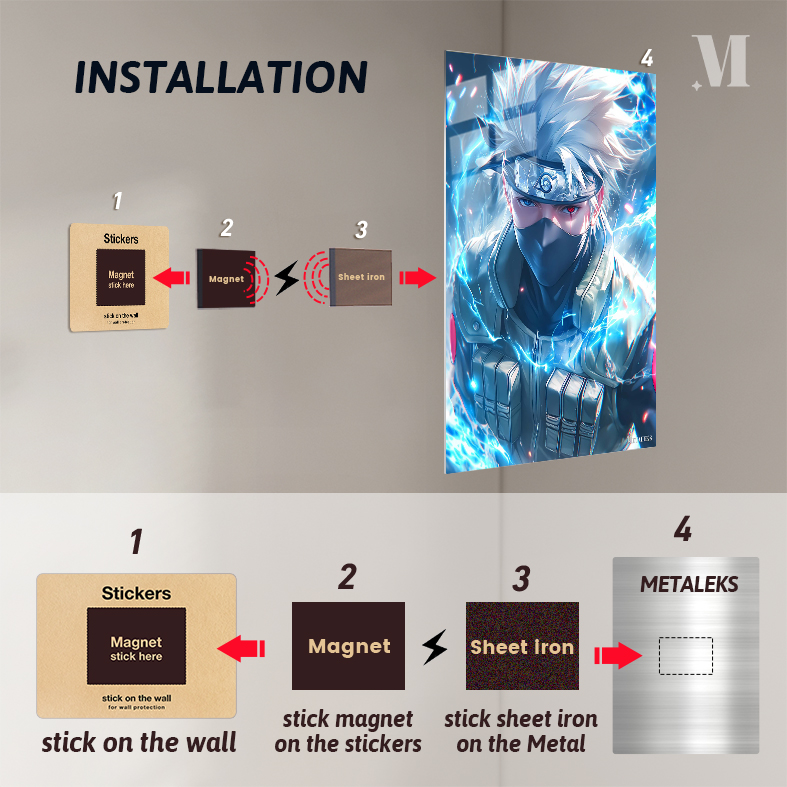 INSTALLATION
4
M
1
2
3
Stickers
Magnet
stick here
stick on the wall
for wall protection
Magnet
Sheet iron
1
2
3
4
Stickers
Magnet
stick here
stick on the wall
for wall protection
Magnet
Sheet iron
METALEKS
stick on the wall
stick magnet
on the stickers
stick sheet iron
on the Metal